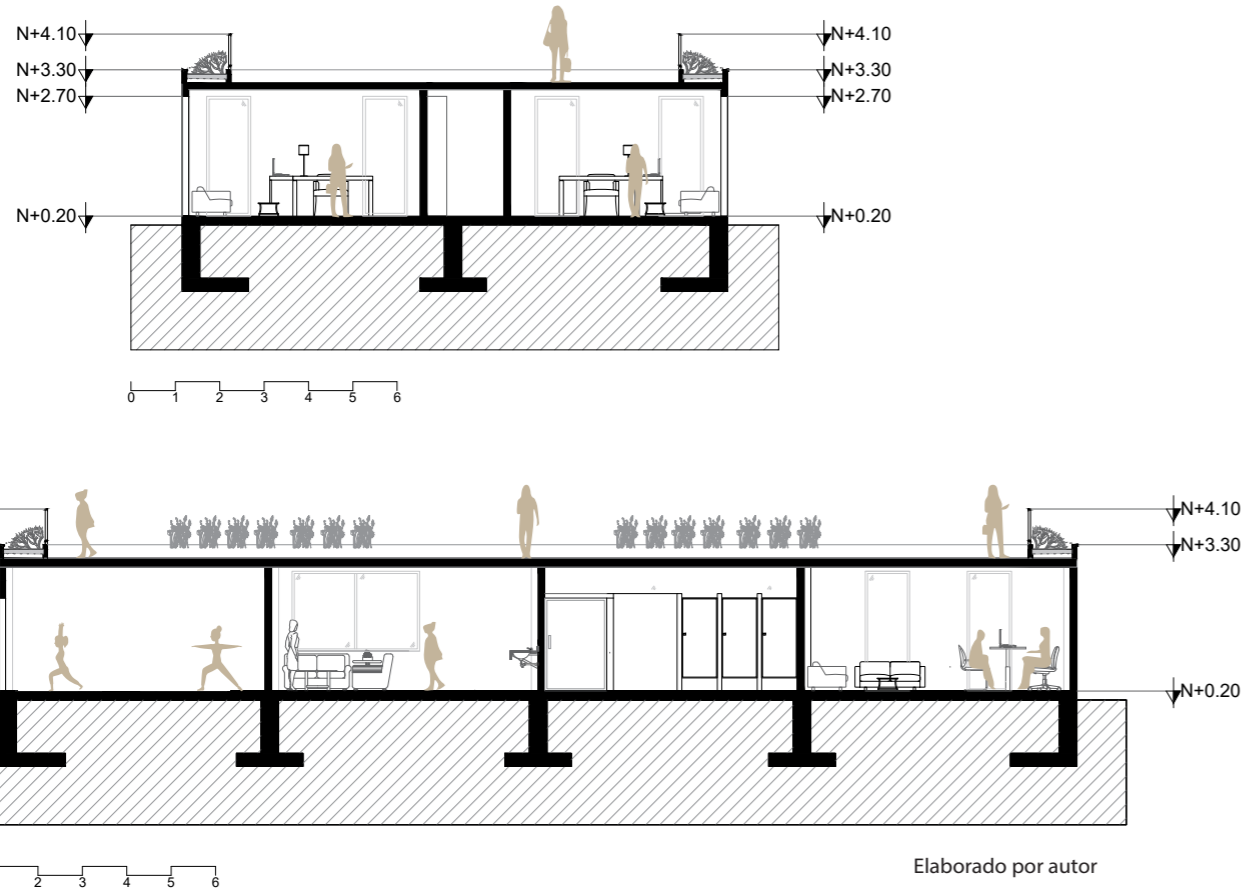 N+4.10 N+4.10
N+3.30 N+3.30
N+2.70 N+2.70
N+0.20 N+0.20
0 1 2 3 4 5 6
N+4.10
N+3.30
N+0.20
2 3 4 5 6
Elaborado por autor